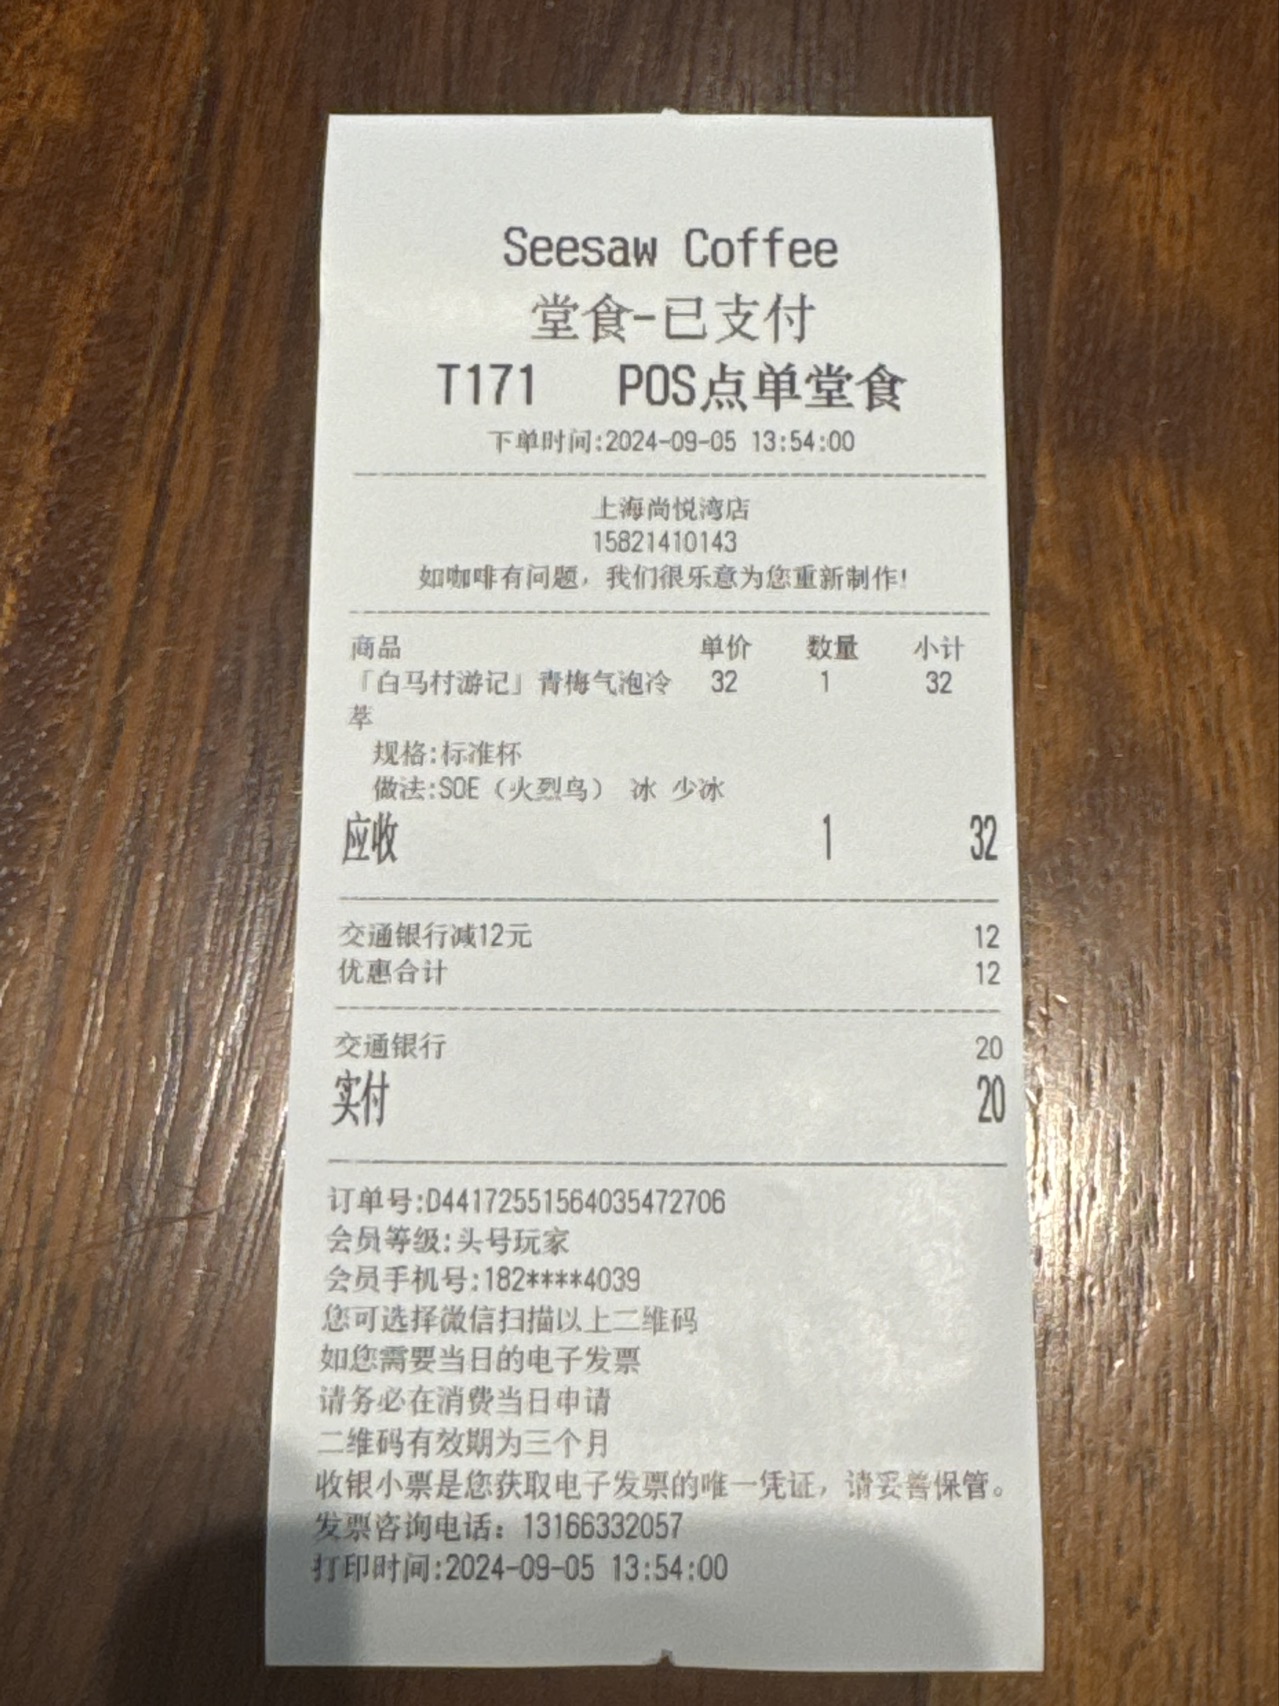 Seesaw Coffee
堂食-已支付
T171 POS点单堂食
下单时间:2024-09-05 13:54:00
上海尚悦湾店
15821410143
如咖啡有问题，我们很乐意为您重新制作!
商品 单价 数量 小计
「白马村游记」青梅气泡冷 32 1 32
萃
规格:标准杯
做法:SOE（火烈鸟） 冰 少冰
应收 1 32
交通银行减12元 12
优惠合计 12
交通银行 20
实付 20
订单号:D441725515640354​72706
会员等级:头号玩家
会员手机号:182****4039
您可选择微信扫描以上二维码
如您需要当日的电子发票
请务必在消费当日申请
二维码有效期为三个月
收银小票是您获取电子发票的唯一凭证，请妥善保管。
发票咨询电话：13166332057
打印时间:2024-09-05 13:54:00